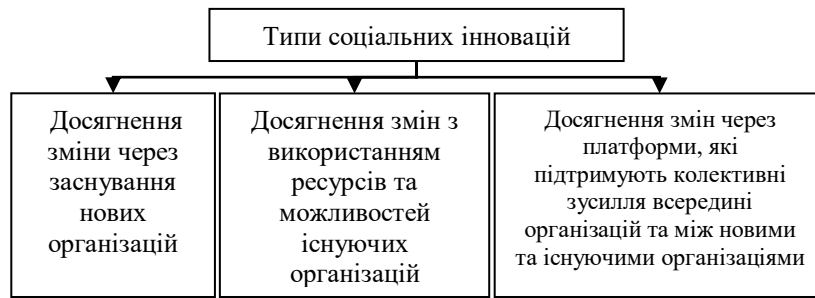 Типи соціальних інновацій
Досягнення
зміни через
заснування
нових
організацій
Досягнення змін з
використанням
ресурсів та
можливостей
існуючих
організацій
Досягнення змін через
платформи, які
підтримують колективні
зусилля всередині
організацій та між новими
та існуючими організаціями